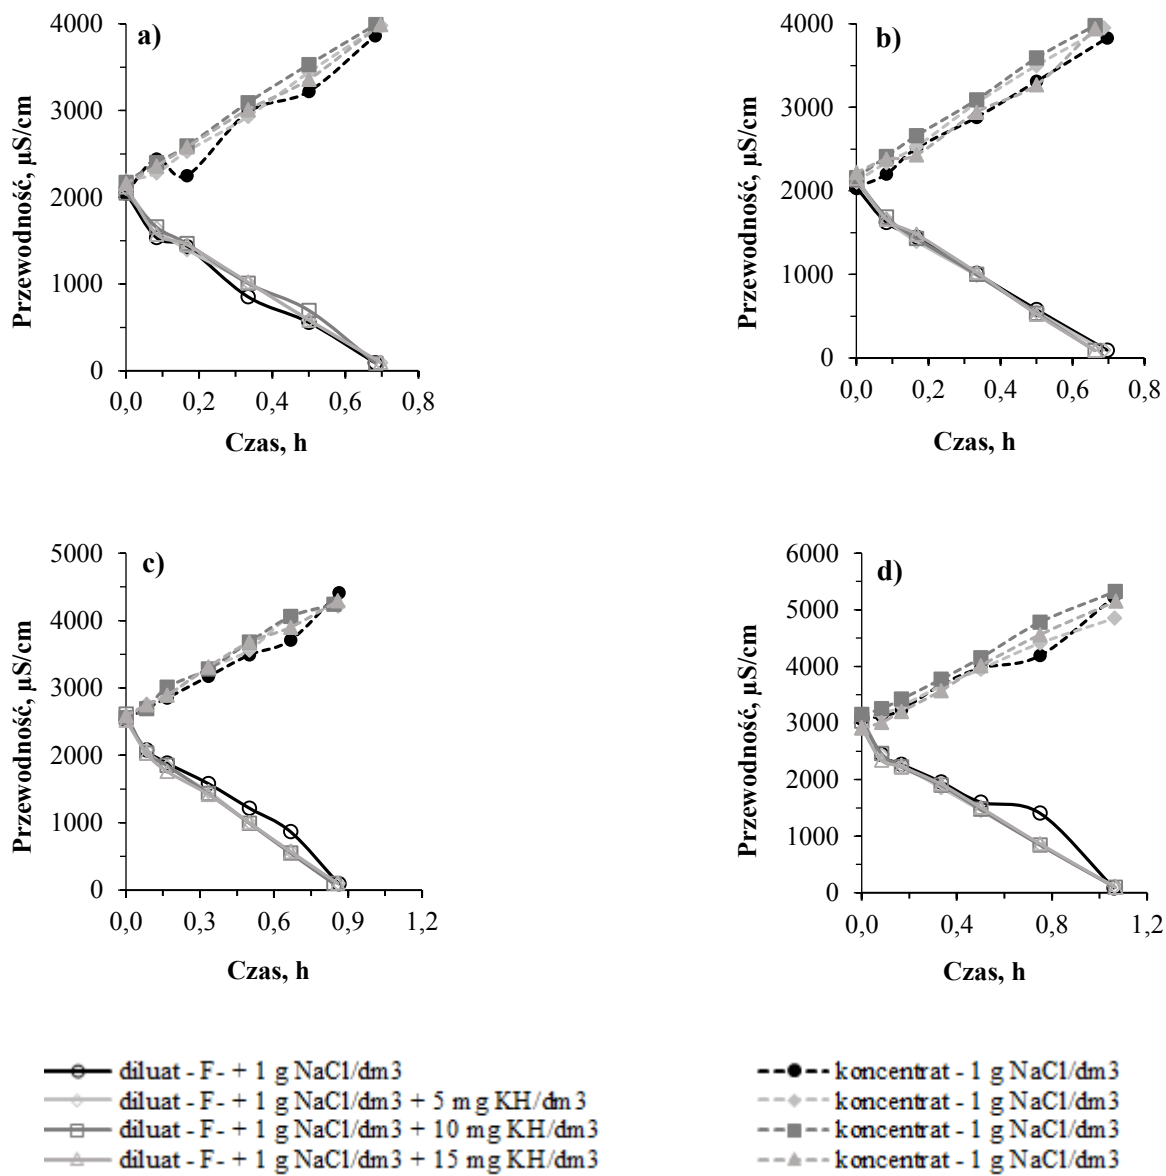 a)
Przewodność, µS/cm
4000
3000
2000
1000
0
0,0 0,2 0,4 0,6 0,8
Czas, h
b)
Przewodność, µS/cm
4000
3000
2000
1000
0
0,0 0,2 0,4 0,6 0,8
Czas, h
c)
Przewodność, µS/cm
5000
4000
3000
2000
1000
0
0,0 0,3 0,6 0,9 1,2
Czas, h
d)
Przewodność, µS/cm
6000
5000
4000
3000
2000
1000
0
0,0 0,4 0,8 1,2
Czas, h
diluat - F- + 1 g NaCl/dm3
diluat - F- + 1 g NaCl/dm3 + 5 mg KH/dm3
diluat - F- + 1 g NaCl/dm3 + 10 mg KH/dm3
diluat - F- + 1 g NaCl/dm3 + 15 mg KH/dm3
koncentrat - 1 g NaCl/dm3
koncentrat - 1 g NaCl/dm3
koncentrat - 1 g NaCl/dm3
koncentrat - 1 g NaCl/dm3